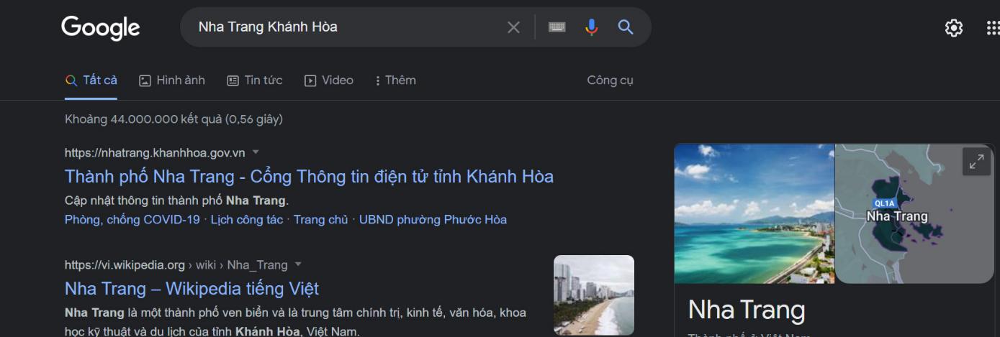 Google
Nha Trang Khánh Hòa
Tất cả
Hình ảnh
Tin tức
Video
Thêm
Công cụ
Khoảng 44.000.000 kết quả (0,56 giây)
https://nhatrang.khanhhoa.gov.vn
Thành phố Nha Trang - Cổng Thông tin điện tử tỉnh Khánh Hòa
Cập nhật thông tin thành phố Nha Trang.
Phòng, chống COVID-19 · Lịch công tác · Trang chủ · UBND phường Phước Hòa
https://vi.wikipedia.org › wiki › Nha_Trang
Nha Trang – Wikipedia tiếng Việt
Nha Trang là một thành phố ven biển và là trung tâm chính trị, kinh tế, văn hóa, khoa
học kỹ thuật và du lịch của tỉnh Khánh Hòa, Việt Nam.
QL1A
Nha Trang
Nha Trang
Thành phố ở Việt Nam